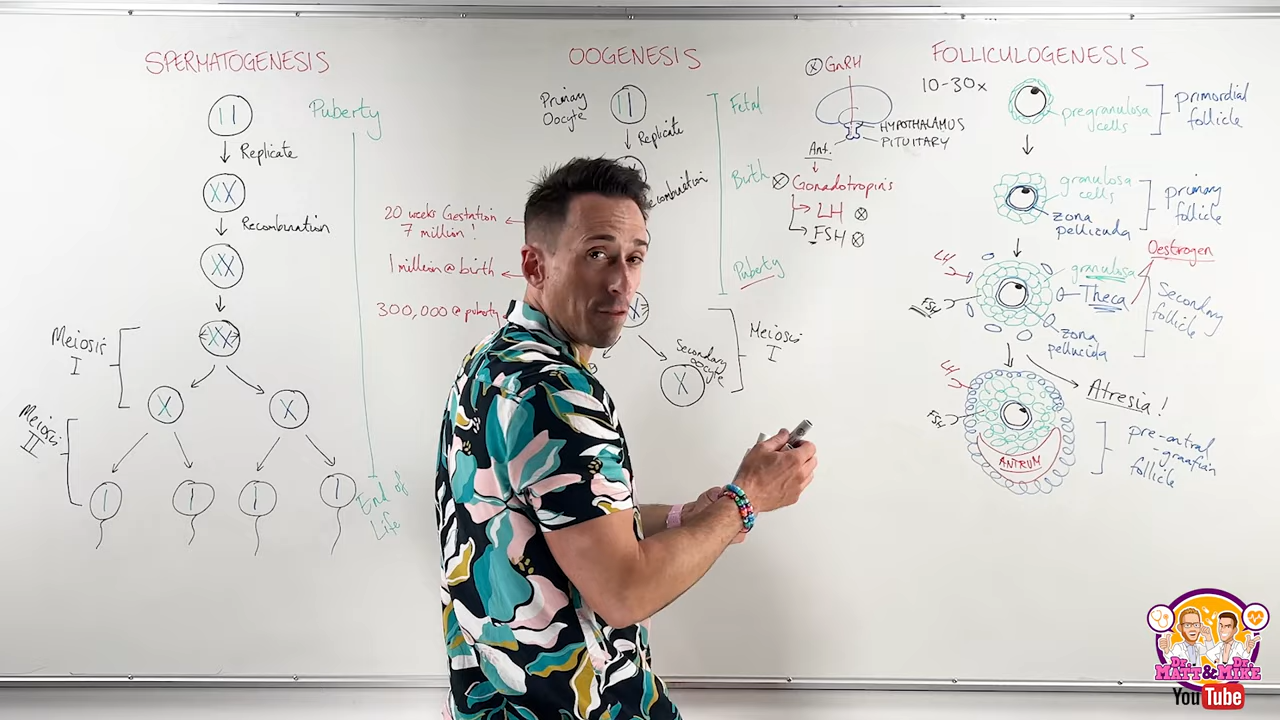 SPERMATOGENESIS
Puberty
Replicate
Recombination
Meiosis
I
Meiosis
II
End of
Life
OOGENESIS
Primary
Oocyte
Replicate
20 weeks Gestation
7 million!
1 million @ birth
300,000 @ puberty
Fetal
Birth
Puberty
Secondary
oocyte
Meiosis
I
GnRH
HYPOTHALAMUS
PITUITARY
Ant.
Gonadotropins
LH
FSH
FOLLICULOGENESIS
10-30x
pregranulosa
cells
primordial
follicle
granulosa
cells
zona
pellucida
primary
follicle
Oestrogen
LH
FSH
granulosa
Theca
zona
pellucida
Secondary
follicle
Atresia!
LH
FSH
ANTRUM
pre-antral
-graafian
follicle
Dr. Dr.
MATT & MIKE
YouTube